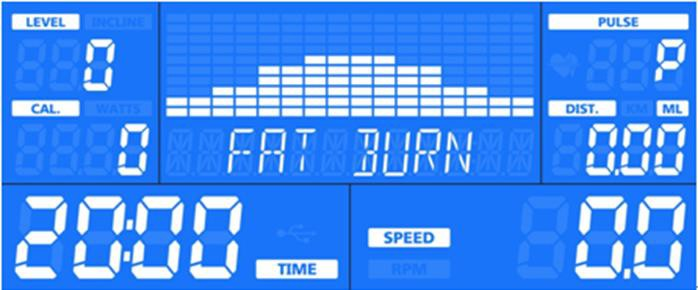 LEVEL INCLINE
0
CAL. WATTS
0
FAT BURN
PULSE
P
DIST. KM ML
0.00
20:00
TIME
SPEED
RPM
0.0